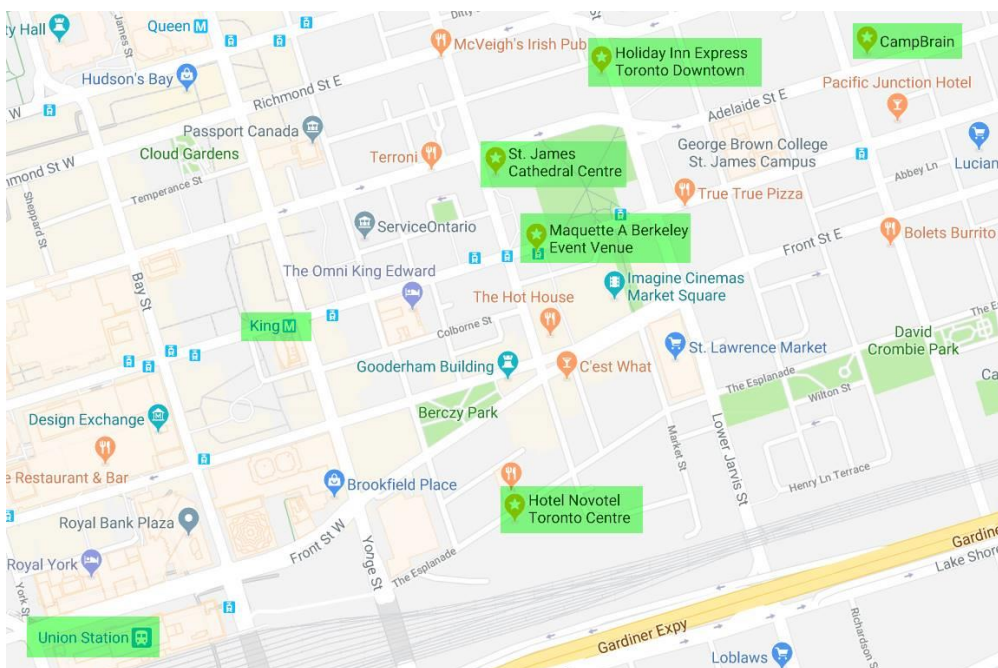 ty Hall
Queen M
Ditty
McVeigh's Irish Pub
Holiday Inn Express
Toronto Downtown
CampBrain
James St
Hudson's Bay
Richmond St E
Pacific Junction Hotel
W
Adelaide St E
Passport Canada
Cloud Gardens
Terroni
St. James
Cathedral Centre
George Brown College
St. James Campus
Lucian
hmond St W
Temperance St
Abbey Ln
Sheppard St
True True Pizza
ServiceOntario
Maquette A Berkeley
Event Venue
Front St E
Bolets Burrito
The Omni King Edward
Bay St
Imagine Cinemas
Market Square
The Hot House
King M
Colborne St
The Es
David
Crombie Park
St. Lawrence Market
Gooderham Building
C'est What
Ca
The Esplanade
Wilton St
Berczy Park
Design Exchange
Market St
Lower Jarvis St
e Restaurant & Bar
Brookfield Place
Henry Ln Terrace
Hotel Novotel
Toronto Centre
Royal Bank Plaza
Front St W
Yonge St
Gardine
Royal York
The Esplanade
Lake Shore
York St
Union Station
Gardiner Expy
Richardson S
Loblaws